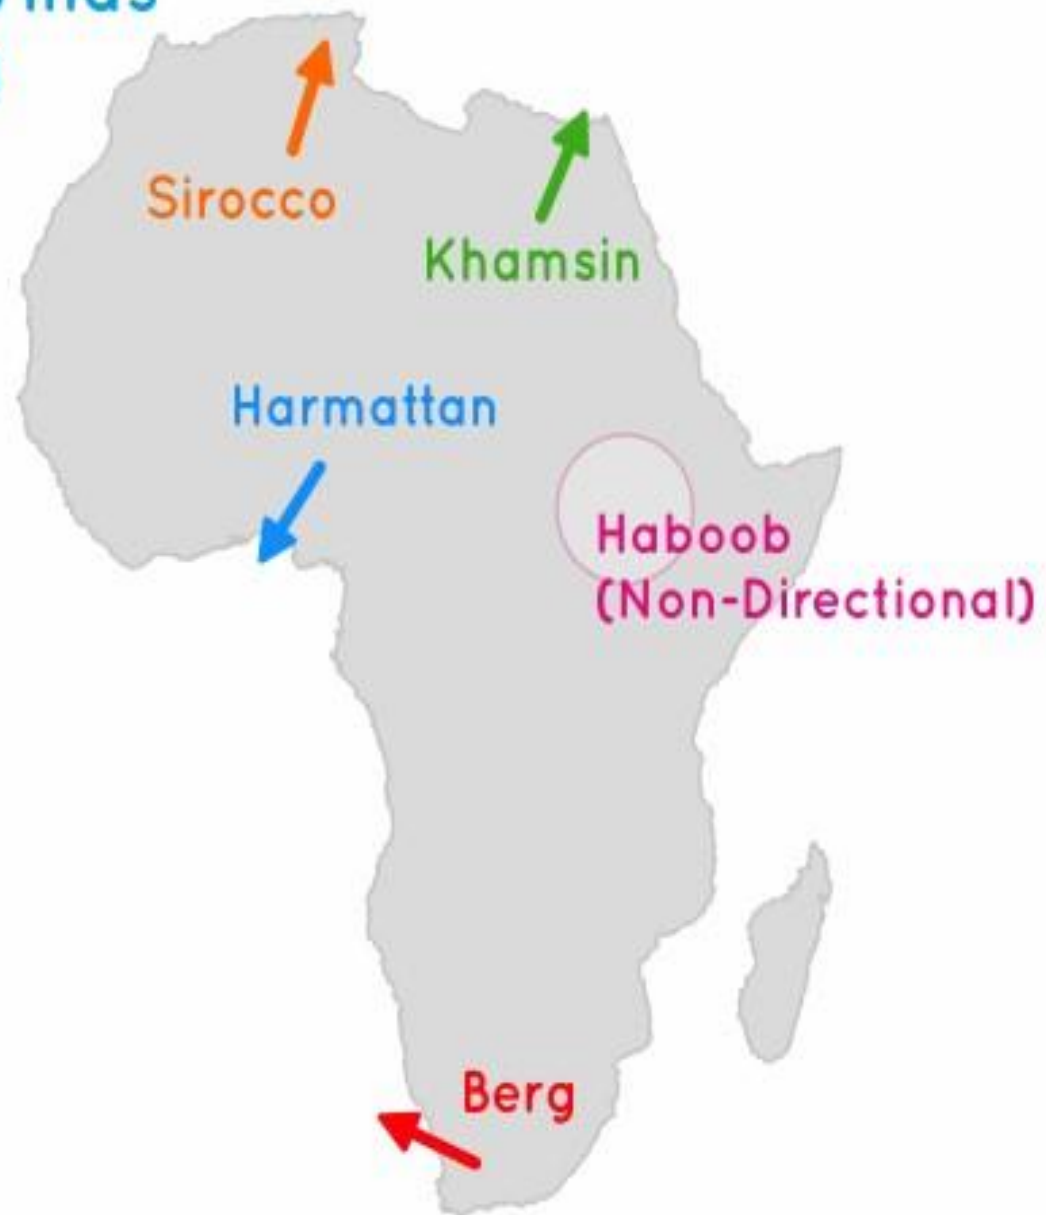 Sirocco
Khamsin
Harmattan
Haboob
(Non-Directional)
Berg